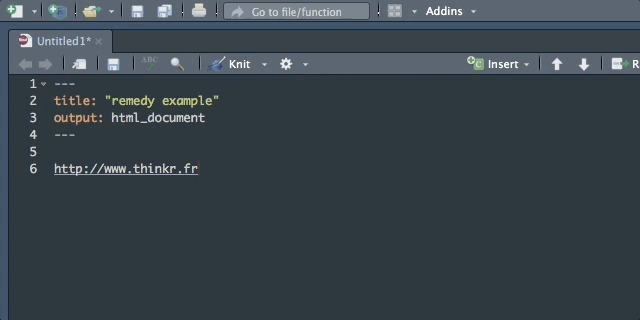 Go to file/function
Addins
Untitled1*
ABC
Knit
Insert
R
1 ---
2 title: "remedy example"
3 output: html_document
4 ---
5
6 http://www.thinkr.fr